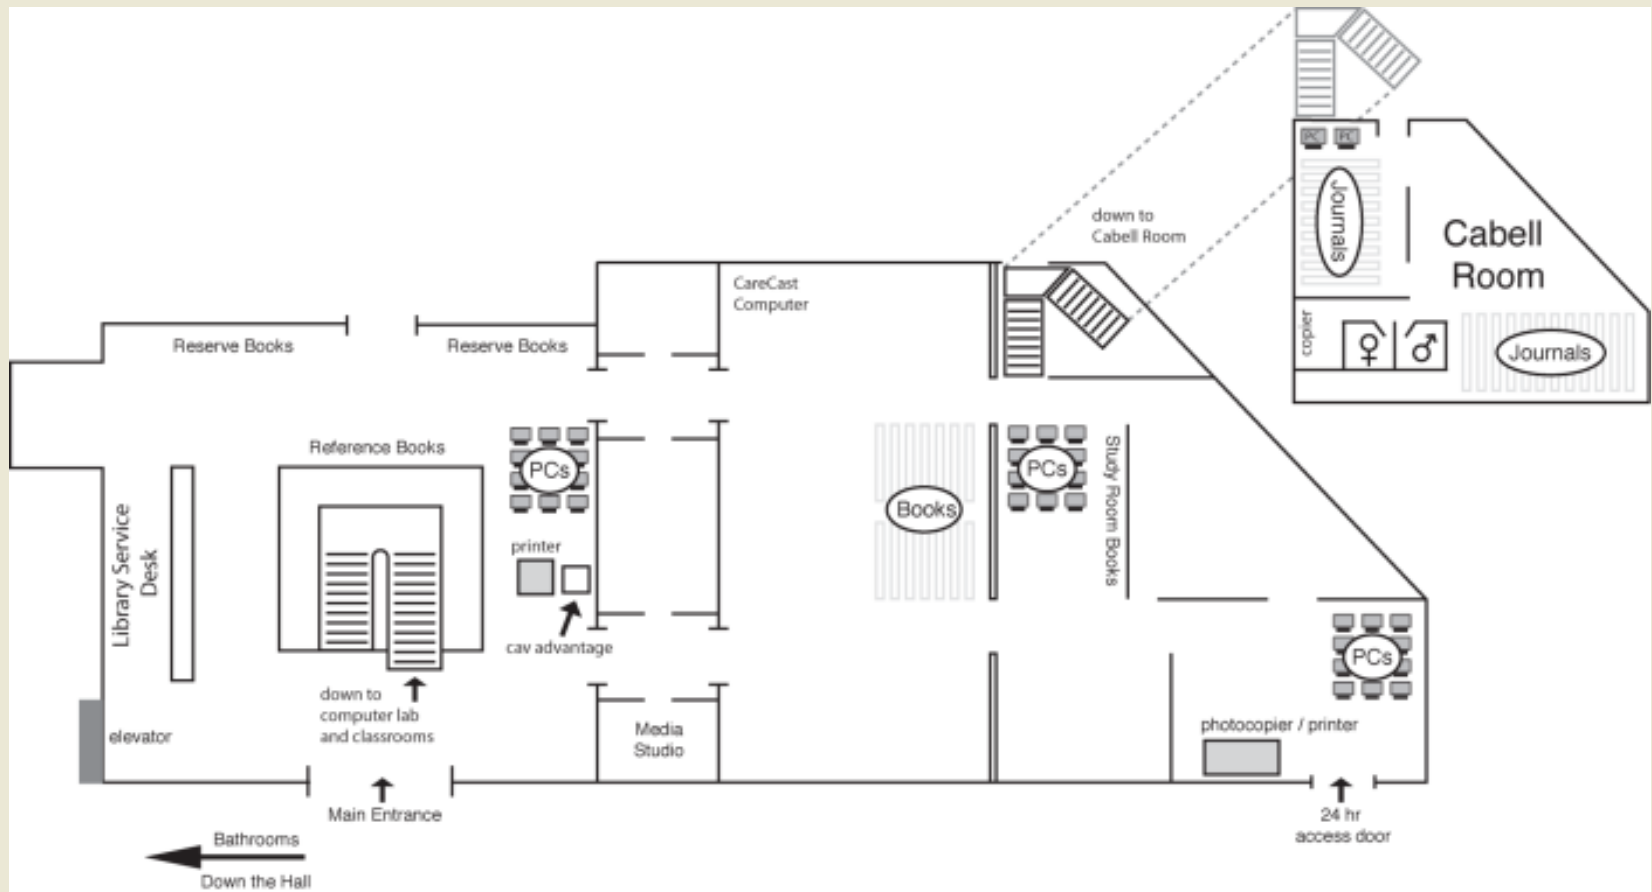 PC PC
Journals
Cabell
Room
down to
Cabell Room
CareCast
Computer
Reserve Books
Reserve Books
copier
♀ ♂
Journals
Reference Books
PCs
PCs
Study Room Books
Books
Library Service
Desk
printer
cav advantage
PCs
down to
computer lab
and classrooms
elevator
Media
Studio
photocopier / printer
Main Entrance
24 hr
access door
Bathrooms
Down the Hall